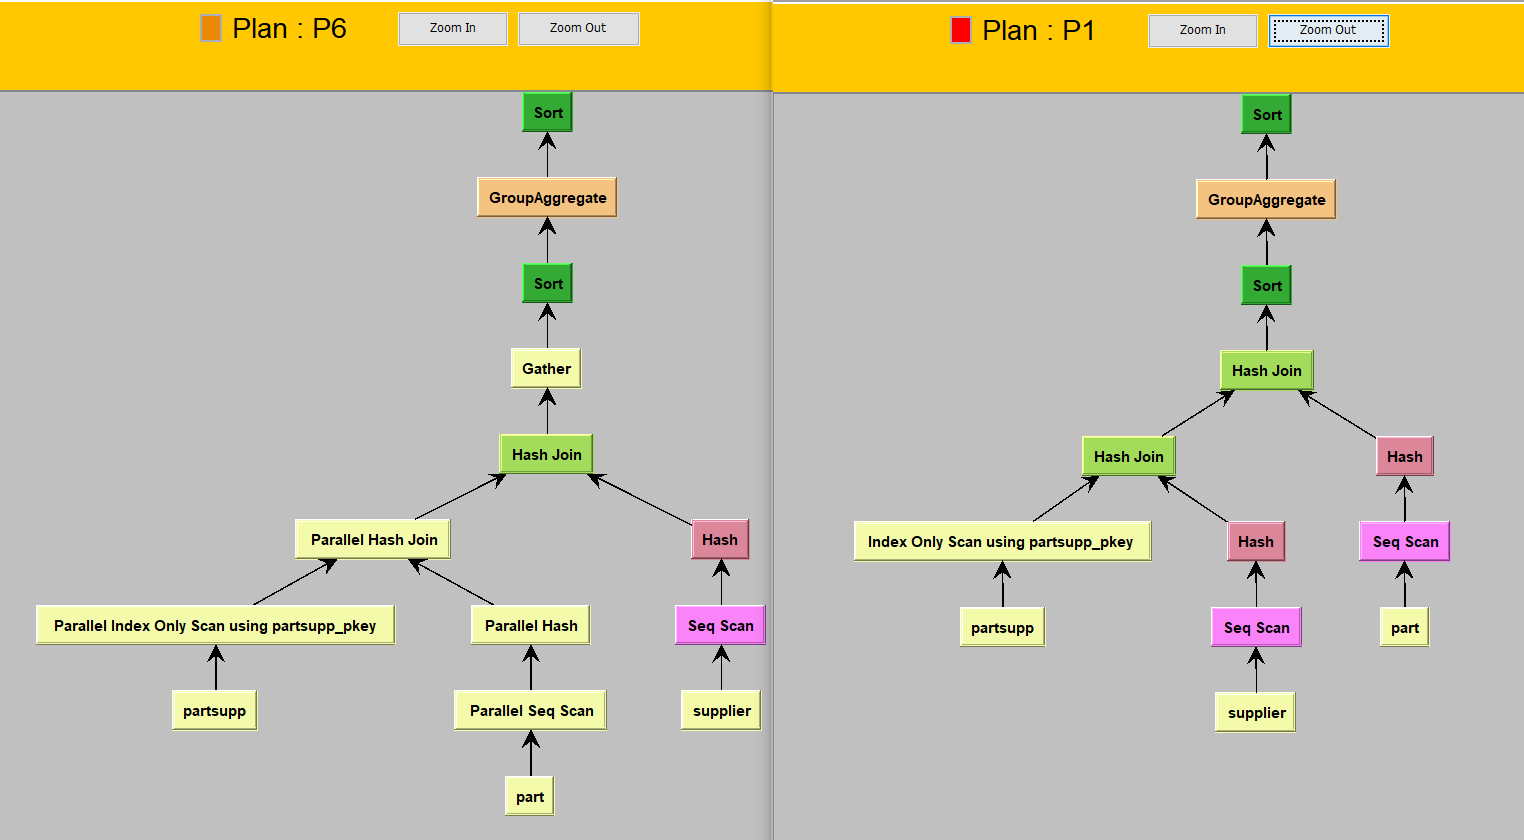 Plan : P6
Zoom In
Zoom Out
Sort
GroupAggregate
Sort
Gather
Hash Join
Parallel Hash Join
Hash
Parallel Index Only Scan using partsupp_pkey
Parallel Hash
Seq Scan
partsupp
Parallel Seq Scan
supplier
part
Plan : P1
Zoom In
Zoom Out
Sort
GroupAggregate
Sort
Hash Join
Hash Join
Hash
Index Only Scan using partsupp_pkey
Hash
Seq Scan
partsupp
Seq Scan
part
supplier